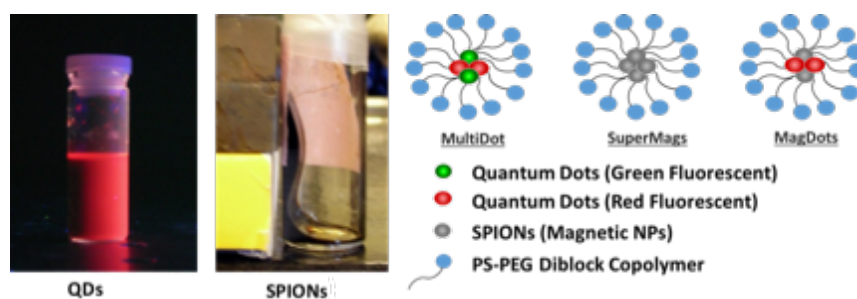 MultiDot
SuperMags
MagDots
Quantum Dots (Green Fluorescent)
Quantum Dots (Red Fluorescent)
SPIONs (Magnetic NPs)
PS-PEG Diblock Copolymer
QDs
SPIONs